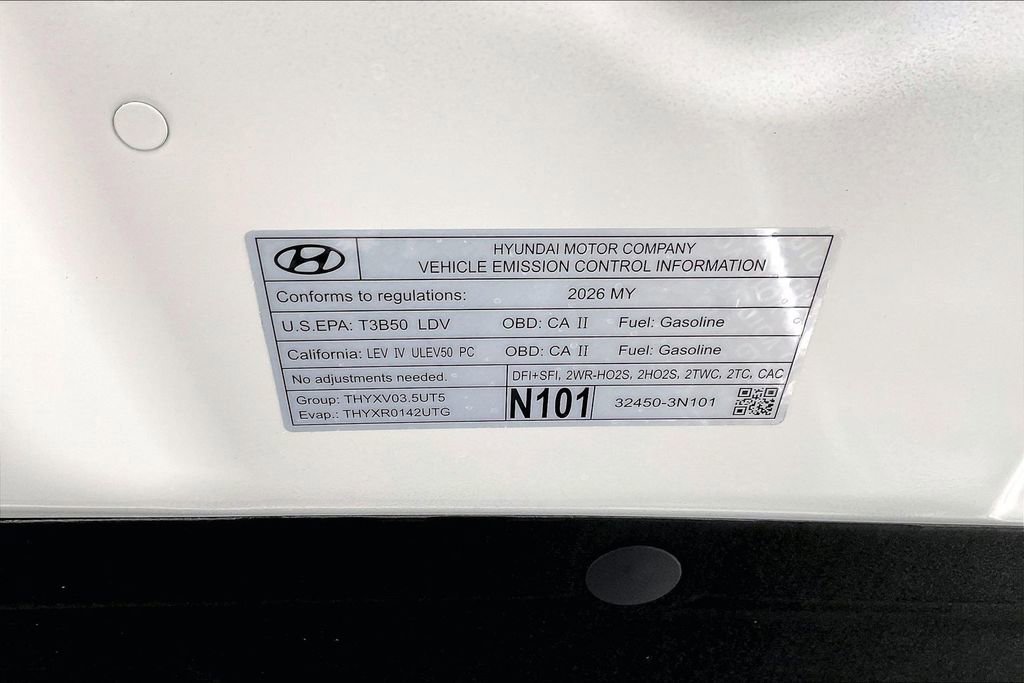 HYUNDAI MOTOR COMPANY
VEHICLE EMISSION CONTROL INFORMATION
Conforms to regulations: 2026 MY
U.S.EPA: T3B50 LDV OBD: CA II Fuel: Gasoline
California: LEV IV ULEV50 PC OBD: CA II Fuel: Gasoline
No adjustments needed. DFI+SFI, 2WR-HO2S, 2HO2S, 2TWC, 2TC, CAC
Group: THYXV03.5UT5
Evap.: THYXR0142UTG
N101 32450-3N101